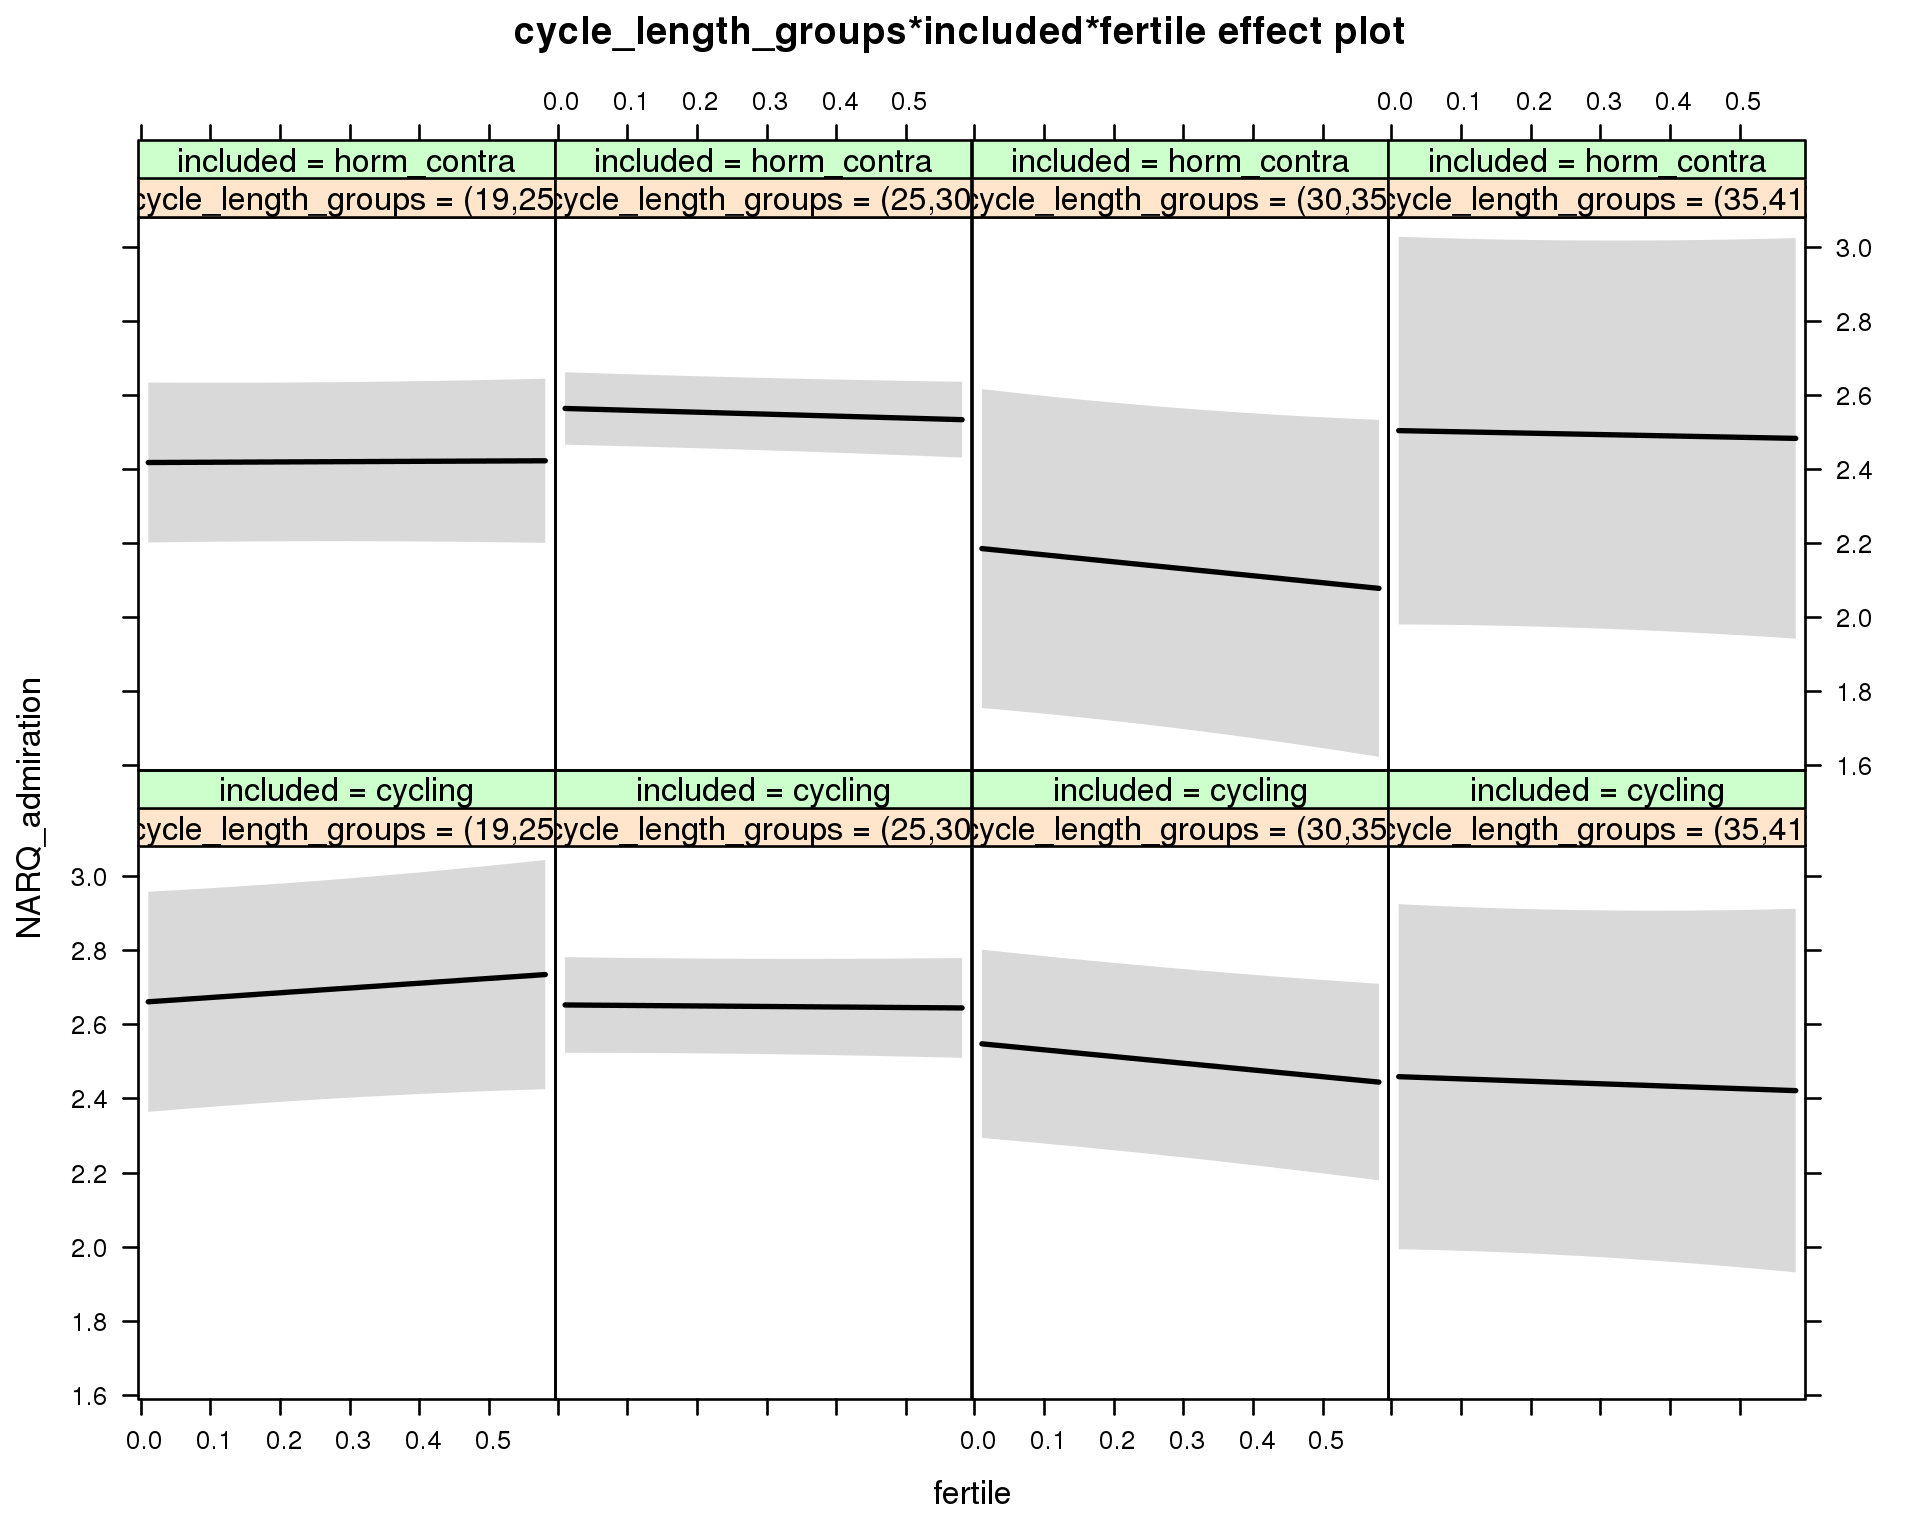 cycle_length_groups*included*fertile effect plot
0.0 0.1 0.2 0.3 0.4 0.5 0.0 0.1 0.2 0.3 0.4 0.5
included = horm_contra included = horm_contra included = horm_contra included = horm_contra
cycle_length_groups = (19,25 cycle_length_groups = (25,30 cycle_length_groups = (30,35 cycle_length_groups = (35,41
3.0
2.8
2.6
2.4
2.2
2.0
1.8
1.6
included = cycling included = cycling included = cycling included = cycling
cycle_length_groups = (19,25 cycle_length_groups = (25,30 cycle_length_groups = (30,35 cycle_length_groups = (35,41
NARQ_admiration
3.0
2.8
2.6
2.4
2.2
2.0
1.8
1.6
0.0 0.1 0.2 0.3 0.4 0.5 0.0 0.1 0.2 0.3 0.4 0.5
fertile